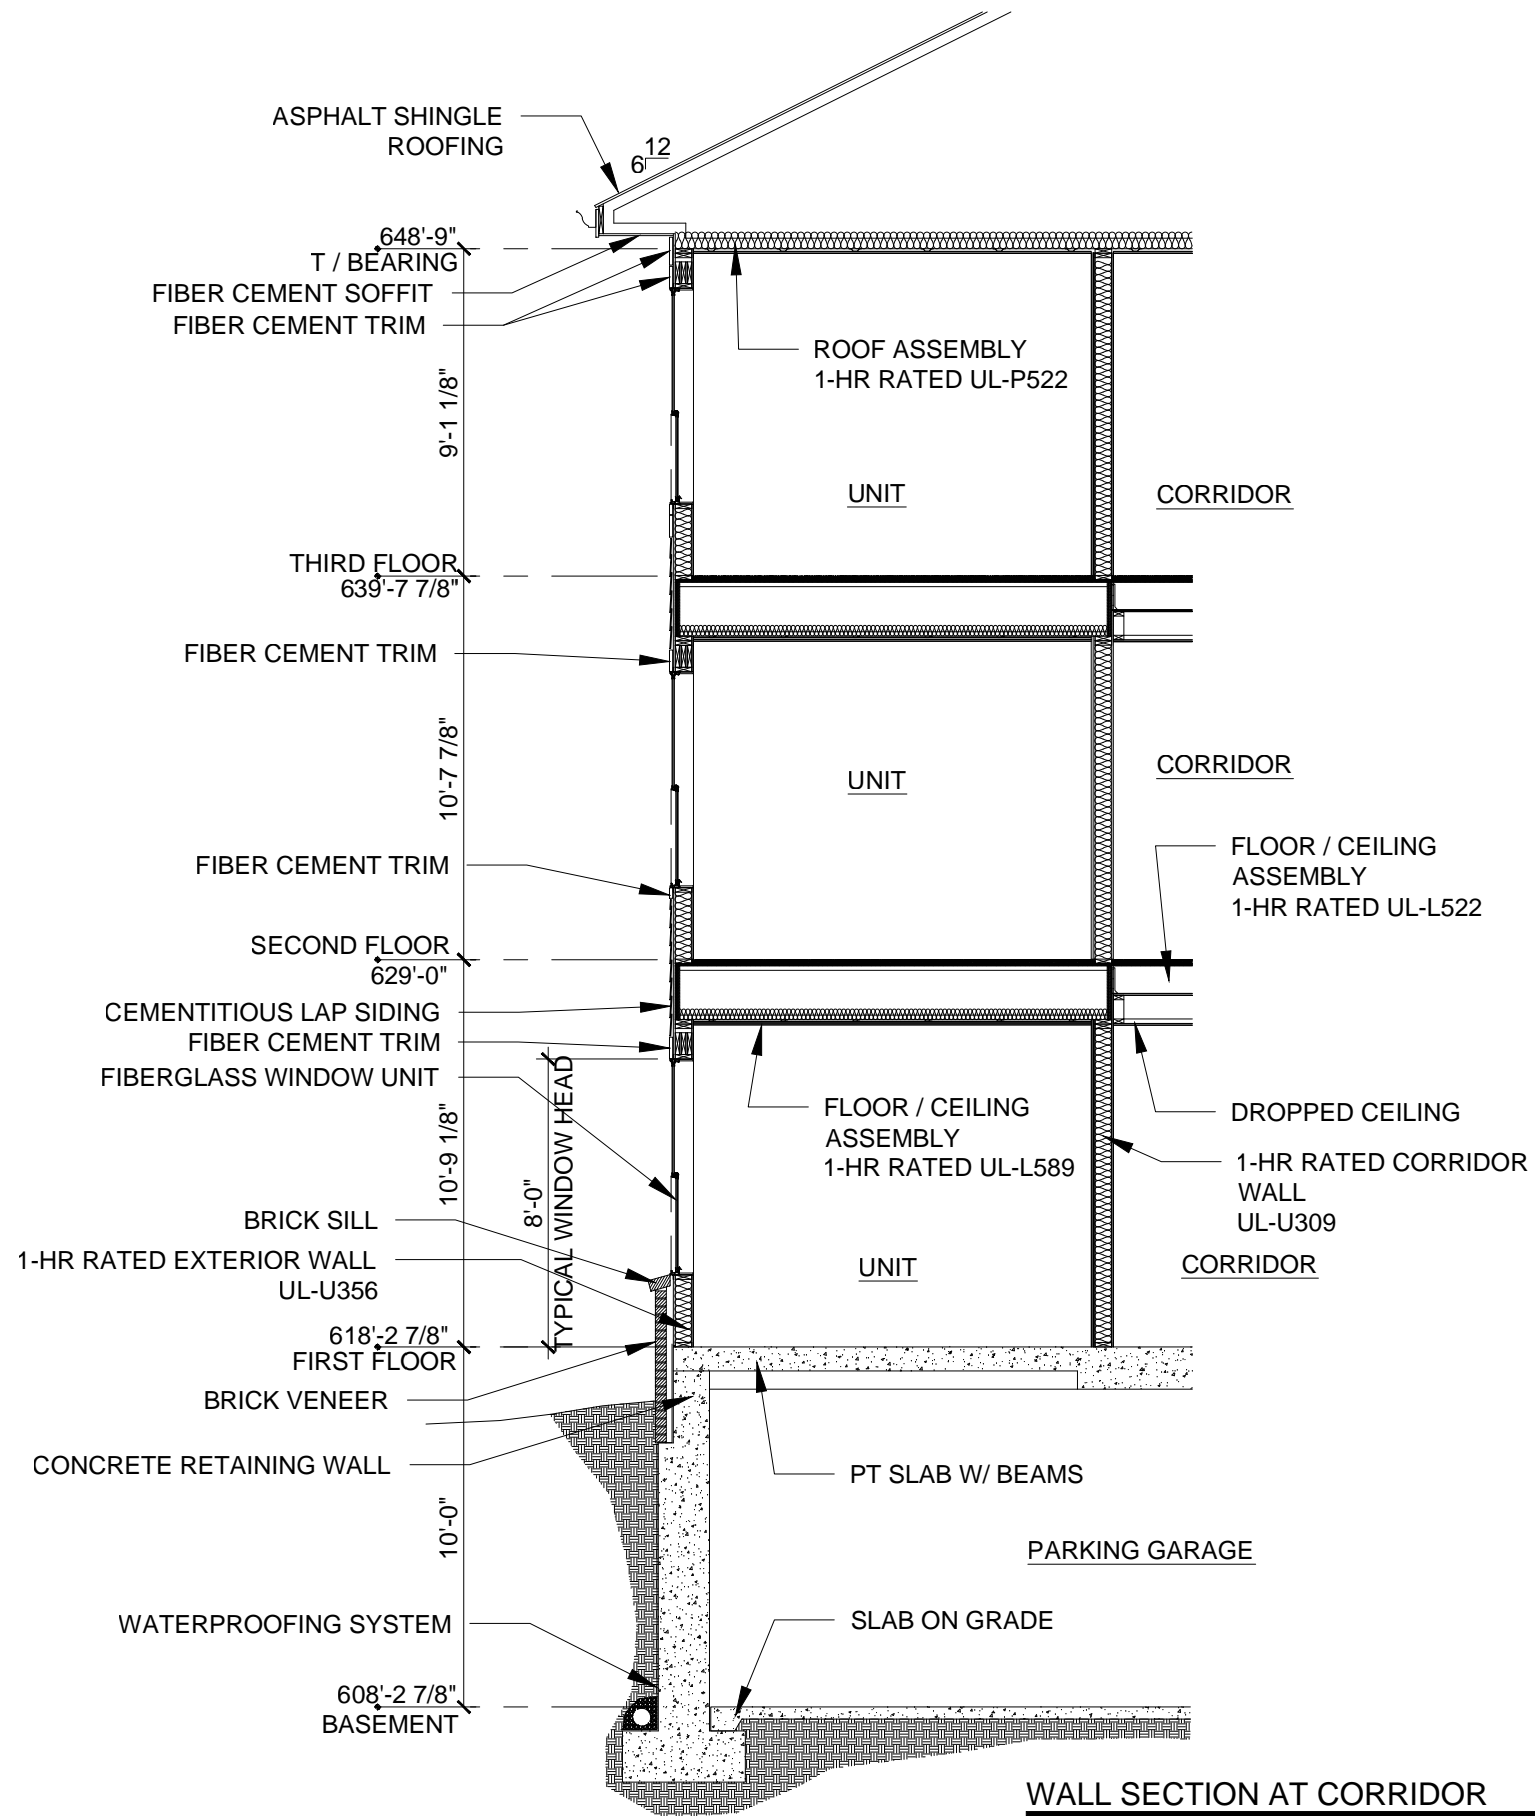 ASPHALT SHINGLE
ROOFING
12
6
648'-9"
T / BEARING
FIBER CEMENT SOFFIT
FIBER CEMENT TRIM
ROOF ASSEMBLY
1-HR RATED UL-P522
9'-1 1/8"
UNIT
CORRIDOR
THIRD FLOOR
639'-7 7/8"
FIBER CEMENT TRIM
10'-7 7/8"
UNIT
CORRIDOR
FIBER CEMENT TRIM
FLOOR / CEILING
ASSEMBLY
1-HR RATED UL-L522
SECOND FLOOR
629'-0"
CEMENTITIOUS LAP SIDING
FIBER CEMENT TRIM
FIBERGLASS WINDOW UNIT
10'-9 1/8"
8'-0"
TYPICAL WINDOW HEAD
FLOOR / CEILING
ASSEMBLY
1-HR RATED UL-L589
DROPPED CEILING
1-HR RATED CORRIDOR
WALL
UL-U309
BRICK SILL
1-HR RATED EXTERIOR WALL
UL-U356
UNIT
CORRIDOR
618'-2 7/8"
FIRST FLOOR
BRICK VENEER
CONCRETE RETAINING WALL
PT SLAB W/ BEAMS
10'-0"
PARKING GARAGE
WATERPROOFING SYSTEM
SLAB ON GRADE
608'-2 7/8"
BASEMENT
WALL SECTION AT CORRIDOR